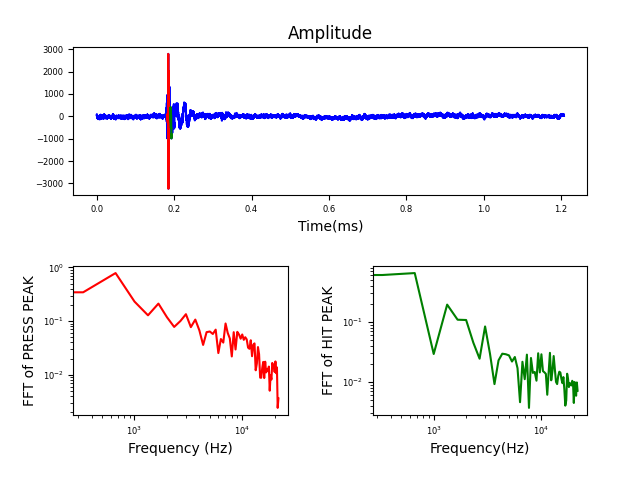 Amplitude
3000
2000
1000
0
−1000
−2000
−3000
0.0 0.2 0.4 0.6 0.8 1.0 1.2
Time(ms)
FFT of PRESS PEAK
10⁰
10⁻¹
10⁻²
10³ 10⁴
Frequency (Hz)
FFT of HIT PEAK
10⁻¹
10⁻²
10³ 10⁴
Frequency(Hz)